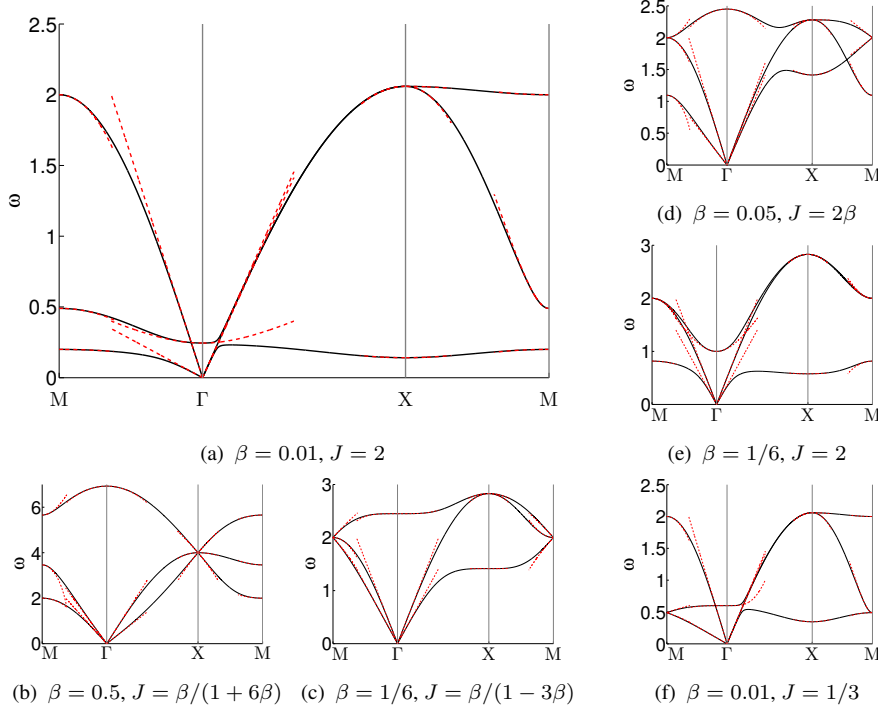 2.5
2
1.5
1
0.5
0
ω
M Γ X M
(a) β = 0.01, J = 2
2.5
2
1.5
1
0.5
0
ω
M Γ X M
(d) β = 0.05, J = 2β
3
2
1
0
ω
M Γ X M
(e) β = 1/6, J = 2
6
4
2
0
ω
M Γ X M
(b) β = 0.5, J = β/(1 + 6β)
3
2
1
0
ω
M Γ X M
(c) β = 1/6, J = β/(1 − 3β)
2.5
2
1.5
1
0.5
0
ω
M Γ X M
(f) β = 0.01, J = 1/3